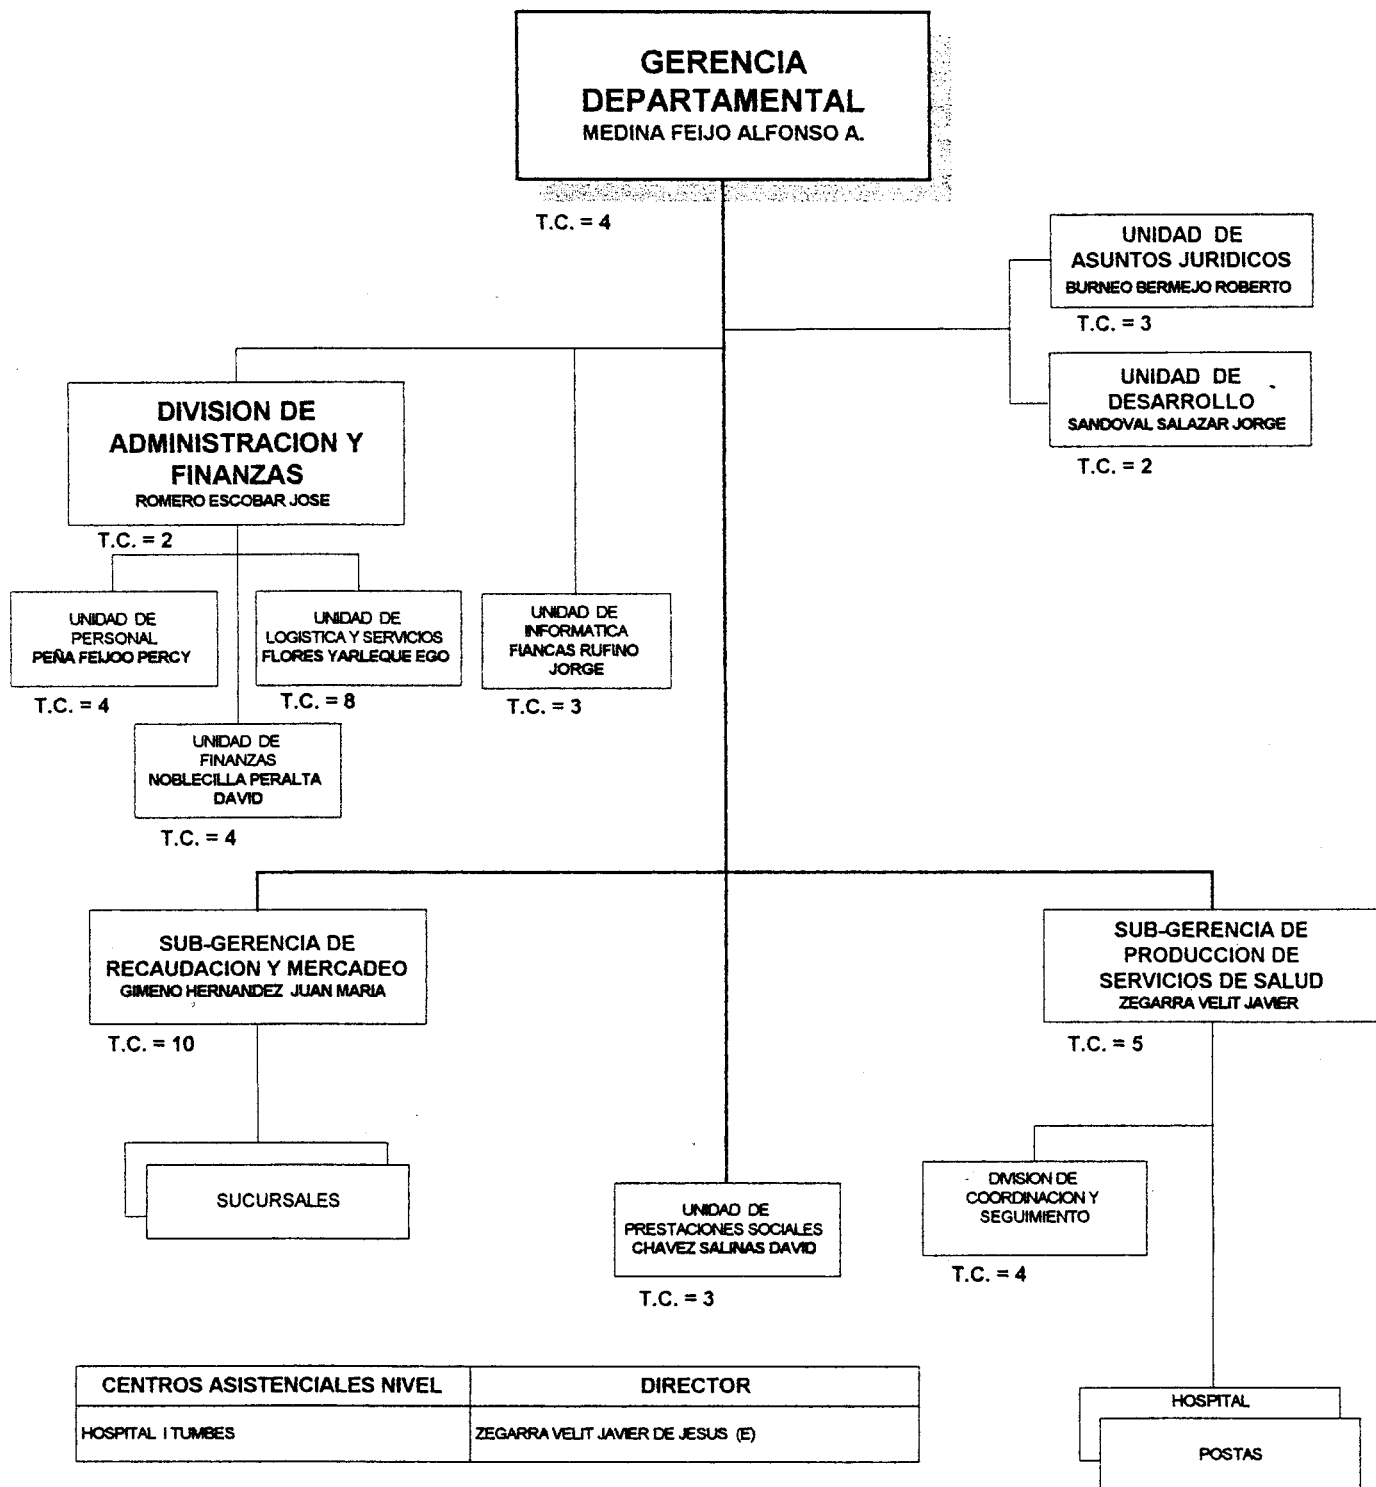 GERENCIA
DEPARTAMENTAL
MEDINA FEIJO ALFONSO A.
T.C. = 4
UNIDAD DE
ASUNTOS JURIDICOS
BURNEO BERMEJO ROBERTO
T.C. = 3
UNIDAD DE
DESARROLLO
SANDOVAL SALAZAR JORGE
T.C. = 2
DIVISION DE
ADMINISTRACION Y
FINANZAS
ROMERO ESCOBAR JOSE
T.C. = 2
UNIDAD DE
PERSONAL
PEÑA FEIJOO PERCY
T.C. = 4
UNIDAD DE
LOGISTICA Y SERVICIOS
FLORES YARLEQUE EGO
T.C. = 8
UNIDAD DE
INFORMATICA
FIANCAS RUFINO
JORGE
T.C. = 3
UNIDAD DE
FINANZAS
NOBLECILLA PERALTA
DAVID
T.C. = 4
SUB-GERENCIA DE
RECAUDACION Y MERCADEO
GIMENO HERNANDEZ JUAN MARIA
T.C. = 10
SUB-GERENCIA DE
PRODUCCION DE
SERVICIOS DE SALUD
ZEGARRA VELIT JAVIER
T.C. = 5
SUCURSALES
UNIDAD DE
PRESTACIONES SOCIALES
CHAVEZ SALINAS DAVID
T.C. = 3
DIVISION DE
COORDINACION Y
SEGUIMIENTO
T.C. = 4
HOSPITAL
POSTAS
CENTROS ASISTENCIALES NIVEL DIRECTOR
HOSPITAL I TUMBES ZEGARRA VELIT JAVIER DE JESUS (E)